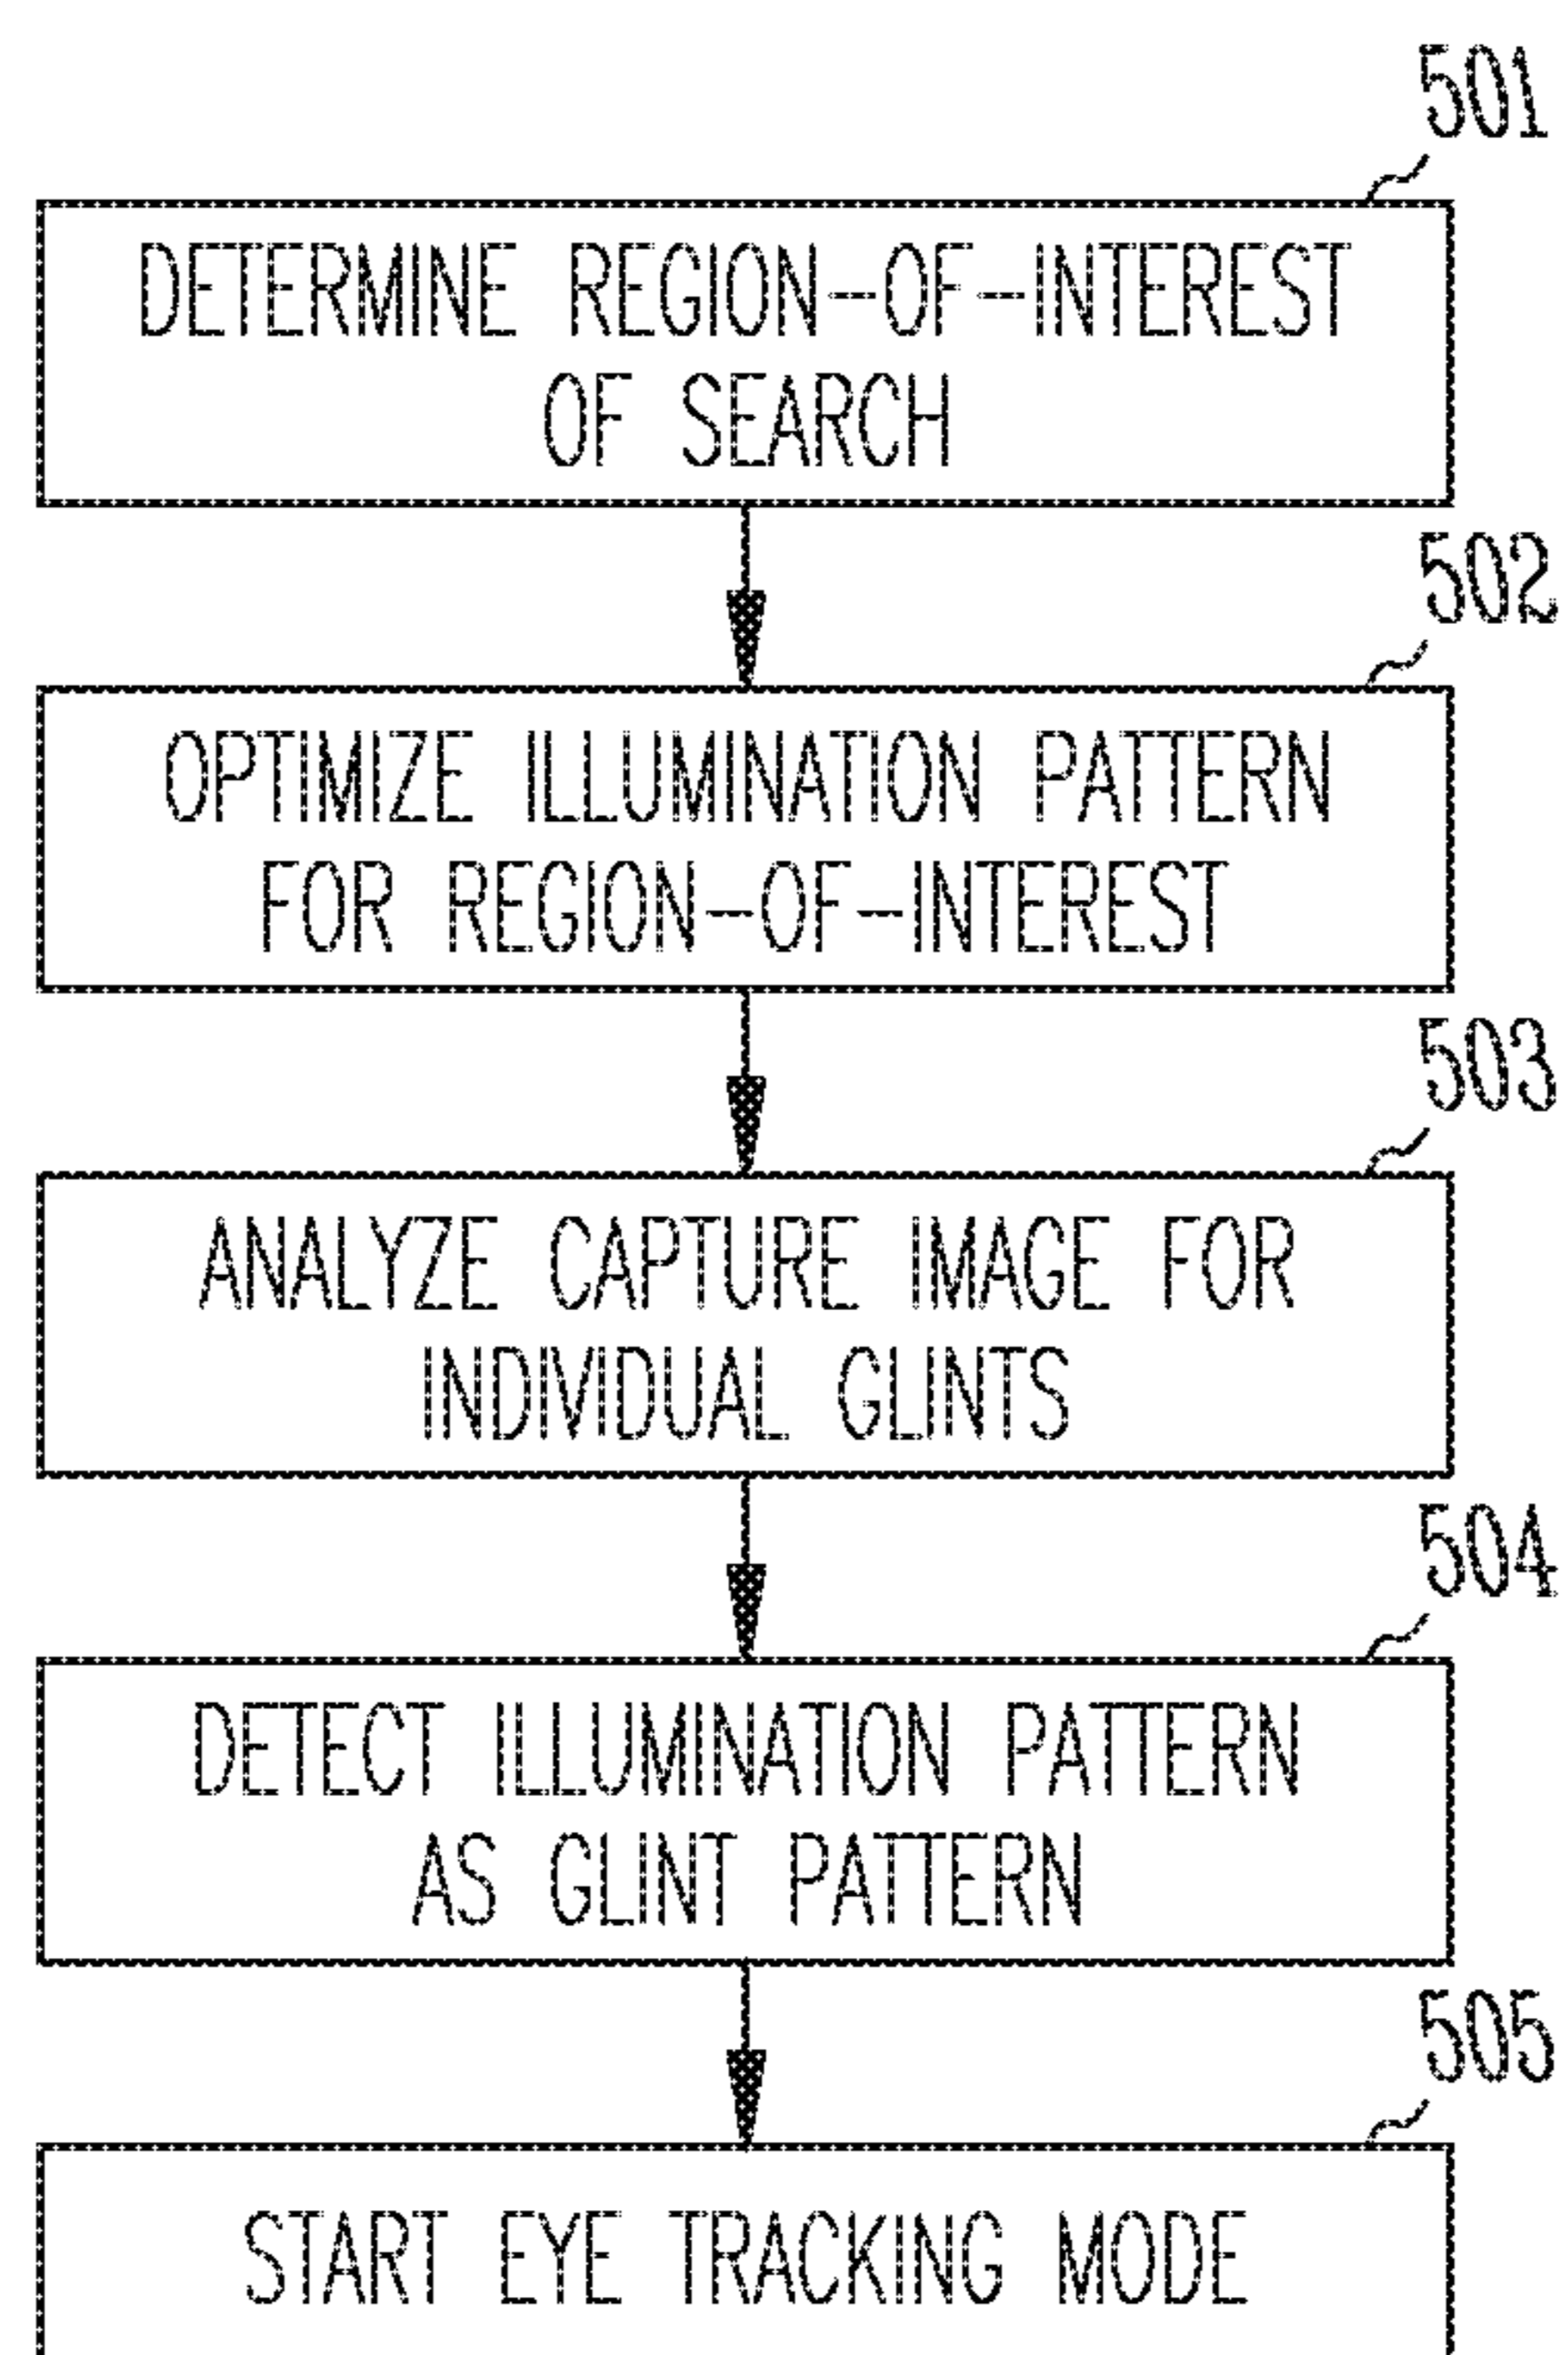 501
DETERMINE REGION-OF-INTEREST
OF SEARCH
502
OPTIMIZE ILLUMINATION PATTERN
FOR REGION-OF-INTEREST
503
ANALYZE CAPTURE IMAGE FOR
INDIVIDUAL GLINTS
504
DETECT ILLUMINATION PATTERN
AS GLINT PATTERN
505
START EYE TRACKING MODE